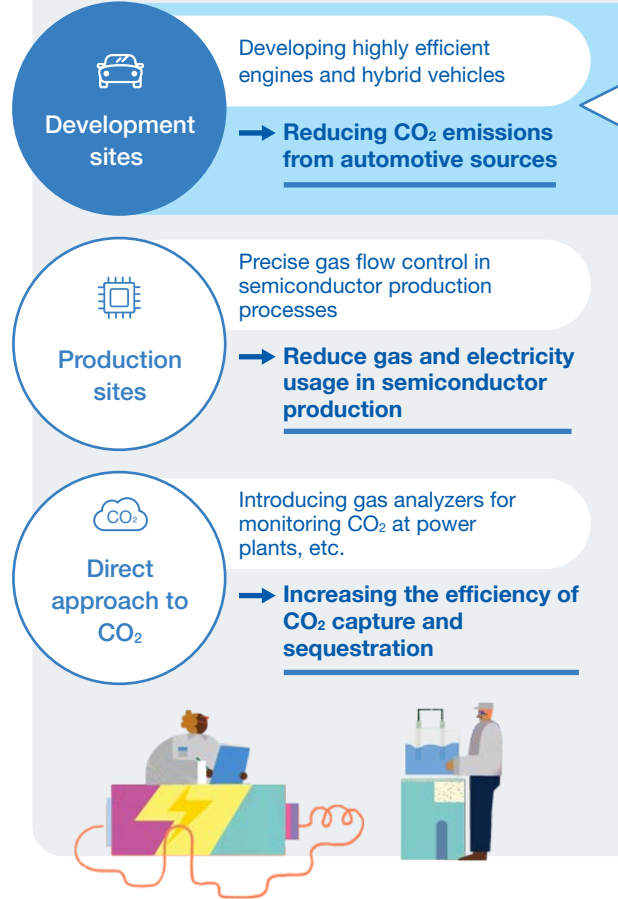 Development
sites
Developing highly efficient
engines and hybrid vehicles
Reducing CO₂ emissions
from automotive sources
Production
sites
Precise gas flow control in
semiconductor production
processes
Reduce gas and electricity
usage in semiconductor
production
CO₂
Direct
approach to
CO₂
Introducing gas analyzers for
monitoring CO₂ at power
plants, etc.
Increasing the efficiency of
CO₂ capture and
sequestration